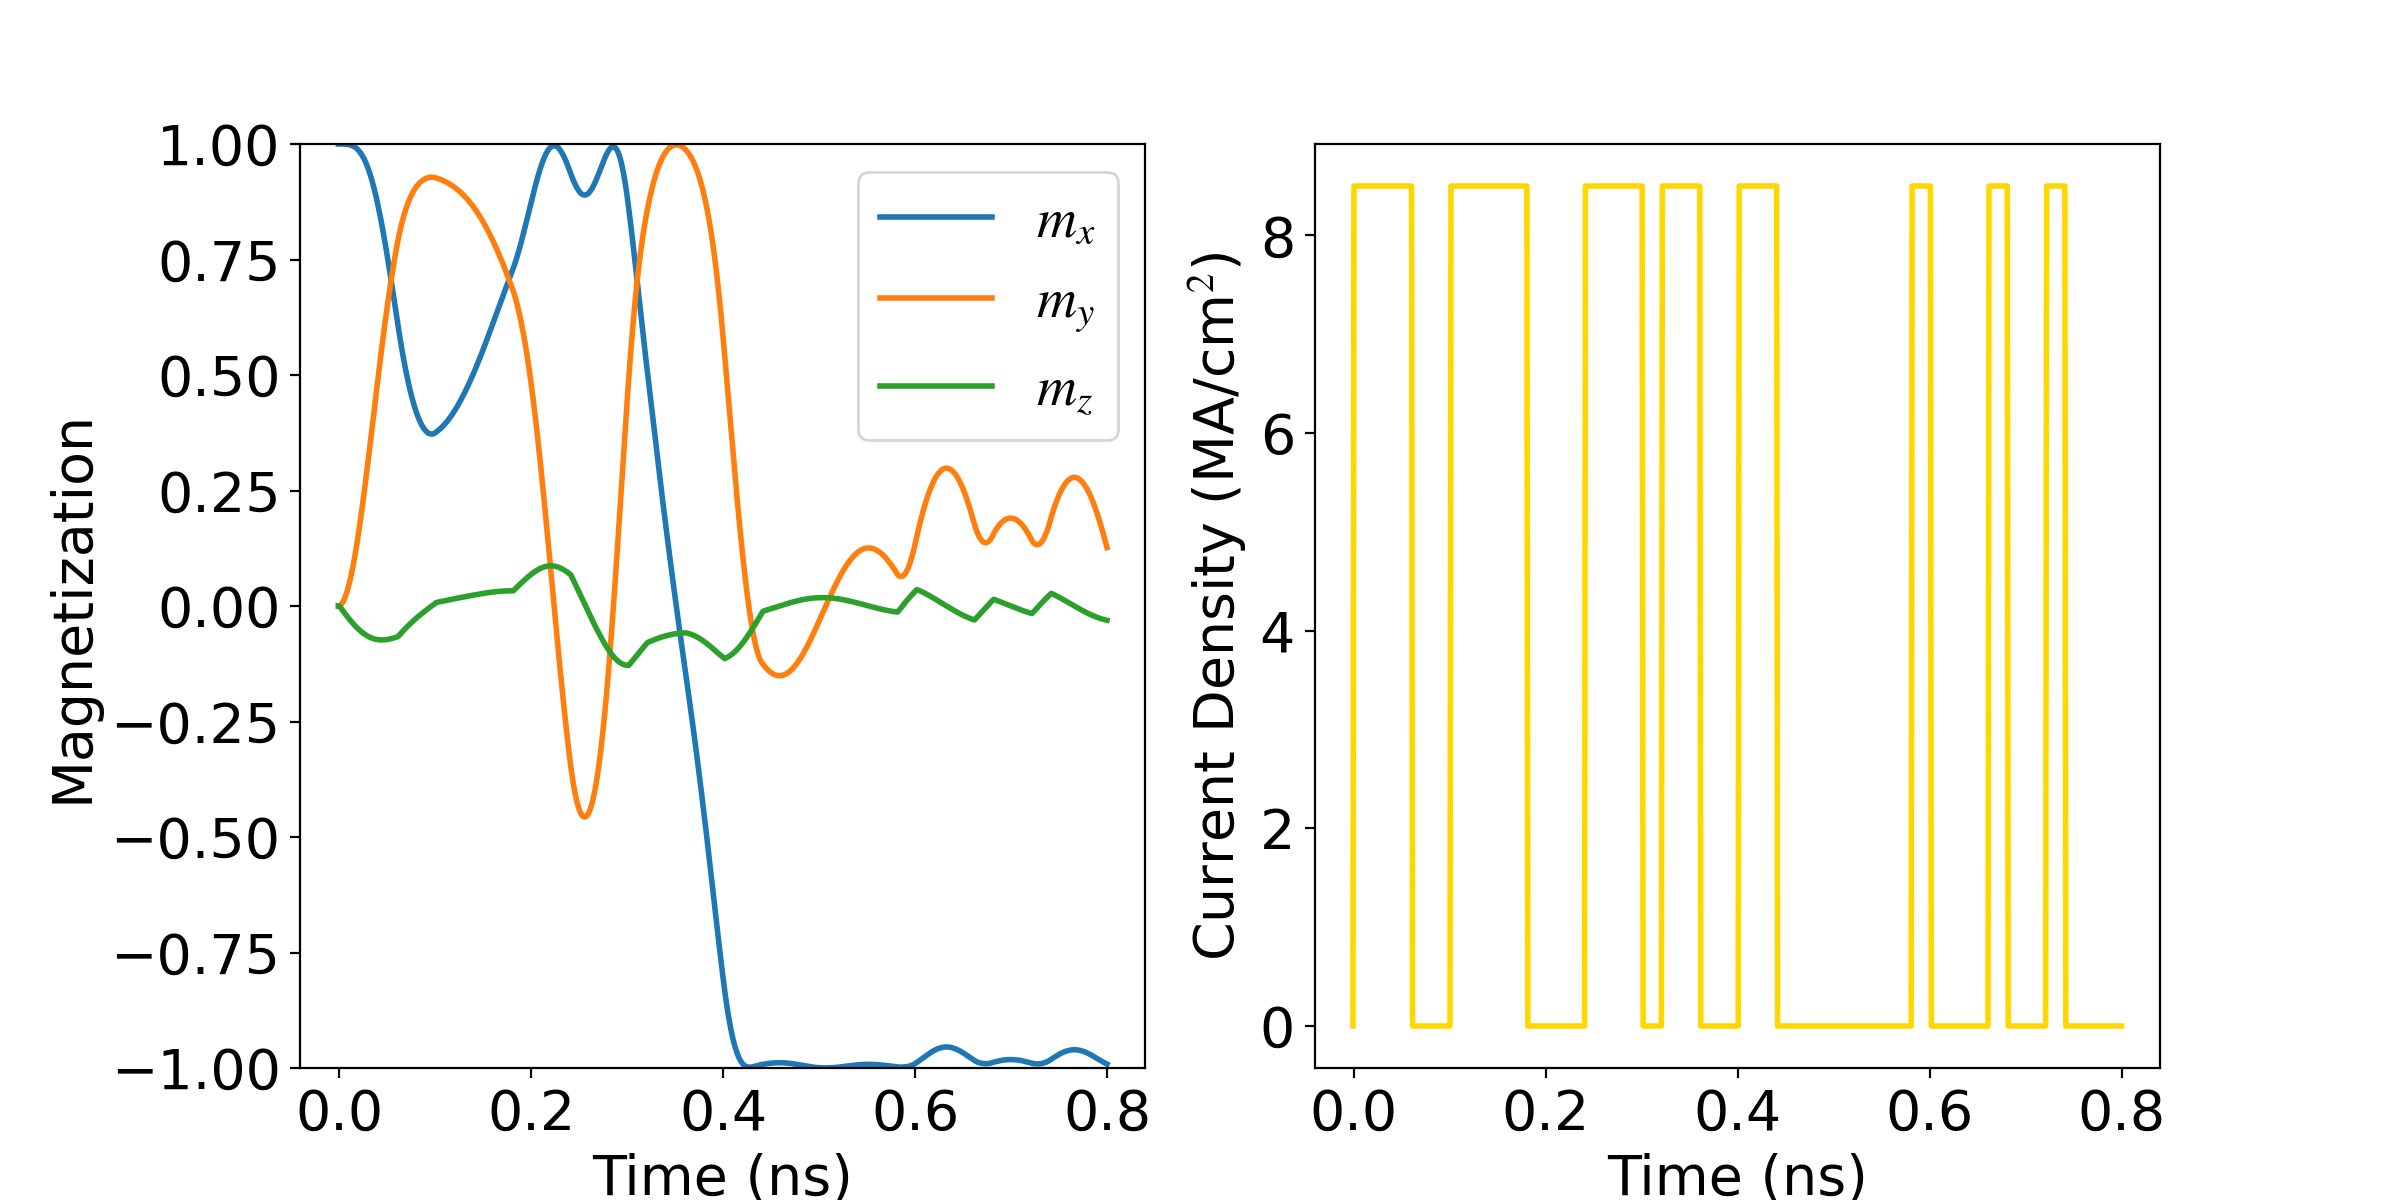 1.00
0.75
0.50
0.25
0.00
−0.25
−0.50
−0.75
−1.00
Magnetization
0.0 0.2 0.4 0.6 0.8
Time (ns)
m_x
m_y
m_z
8
6
4
2
0
Current Density (MA/cm²)
0.0 0.2 0.4 0.6 0.8
Time (ns)